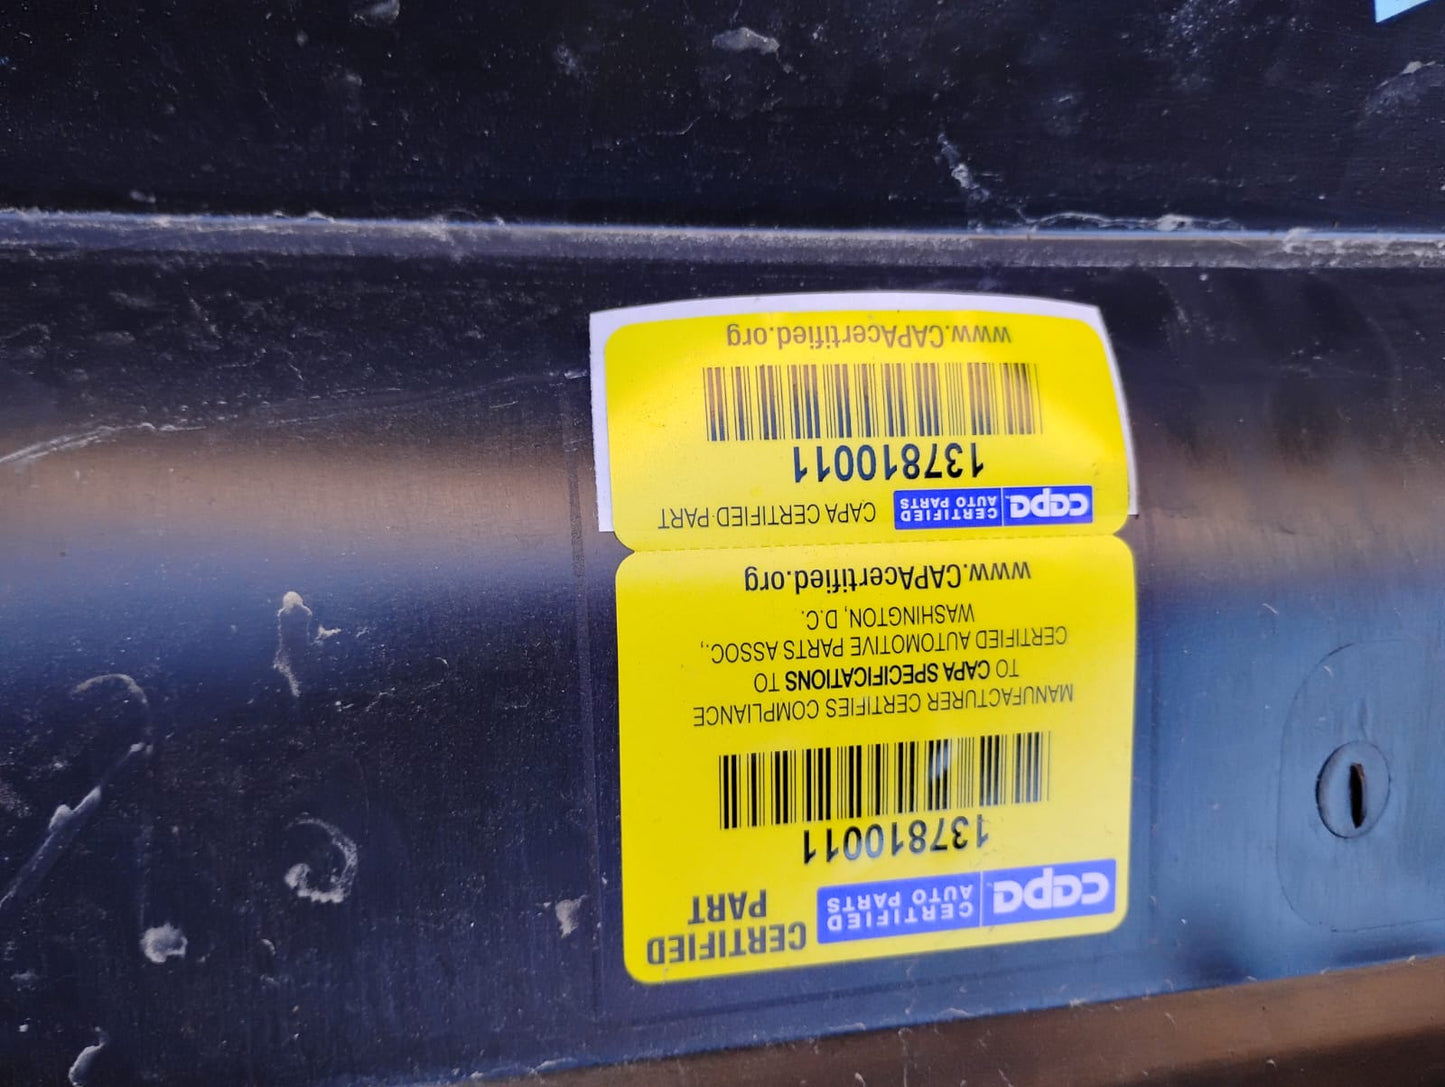 capa CERTIFIED AUTO PARTS
CERTIFIED
PART
137810011
MANUFACTURER CERTIFIES COMPLIANCE
TO CAPA SPECIFICATIONS TO
CERTIFIED AUTOMOTIVE PARTS ASSOC.,
WASHINGTON, D.C.
www.CAPAcertified.org
capa CERTIFIED AUTO PARTS CAPA CERTIFIED PART
137810011
www.CAPAcertified.org